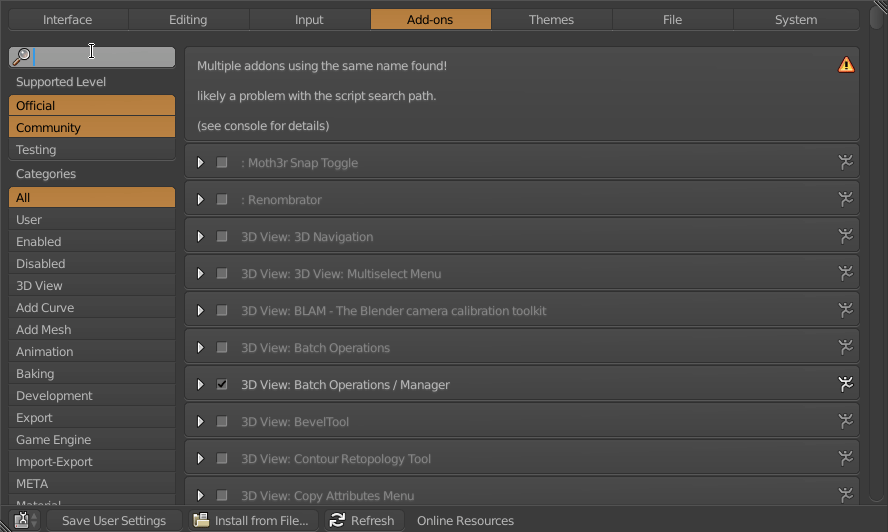 Interface
Editing
Input
Add-ons
Themes
File
System
Supported Level
Official
Community
Testing
Categories
All
User
Enabled
Disabled
3D View
Add Curve
Add Mesh
Animation
Baking
Development
Export
Game Engine
Import-Export
META
Material
Multiple addons using the same name found!
likely a problem with the script search path.
(see console for details)
: Moth3r Snap Toggle
: Renombrator
3D View: 3D Navigation
3D View: 3D View: Multiselect Menu
3D View: BLAM - The Blender camera calibration toolkit
3D View: Batch Operations
3D View: Batch Operations / Manager
3D View: BevelTool
3D View: Contour Retopology Tool
3D View: Copy Attributes Menu
Save User Settings
Install from File...
Refresh
Online Resources